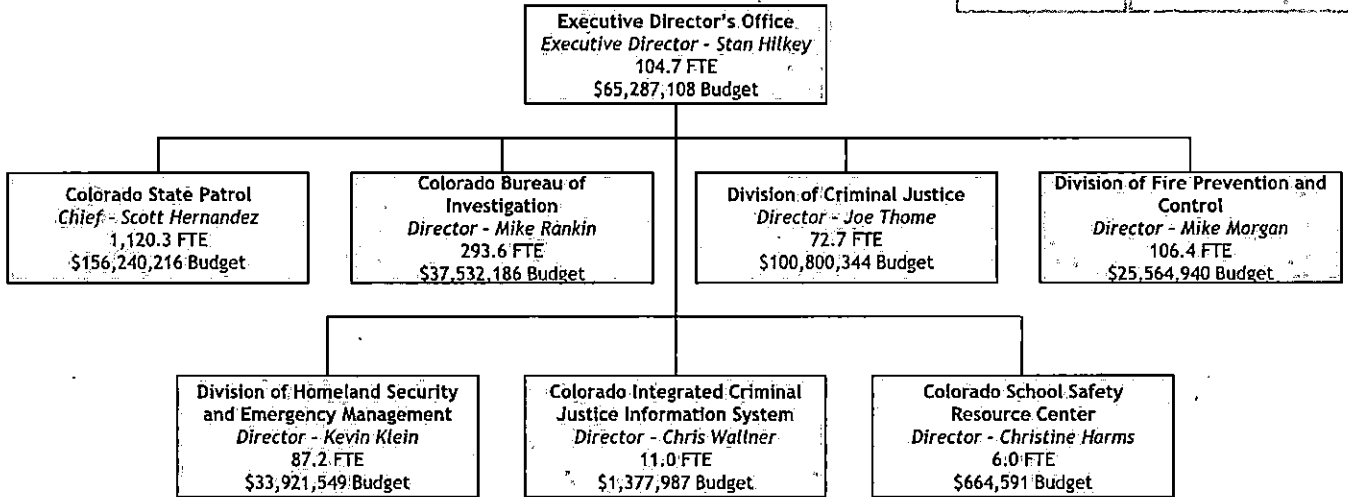 Executive Director's Office
Executive Director - Stan Hilkey
104.7 FTE
$65,287,108 Budget
Colorado State Patrol
Chief - Scott Hernandez
1,120.3 FTE
$156,240,216 Budget
Colorado Bureau of
Investigation
Director - Mike Rankin
293.6 FTE
$37,532,186 Budget
Division of Criminal Justice
Director - Joe Thome
72.7 FTE
$100,800,344 Budget
Division of Fire Prevention and
Control
Director - Mike Morgan
106.4 FTE
$25,564,940 Budget
Division of Homeland Security
and Emergency Management
Director - Kevin Klein
87.2 FTE
$33,921,549 Budget
Colorado Integrated Criminal
Justice Information System
Director - Chris Wallner
11.0 FTE
$1,377,987 Budget
Colorado School Safety
Resource Center
Director - Christine Harms
6.0 FTE
$664,591 Budget